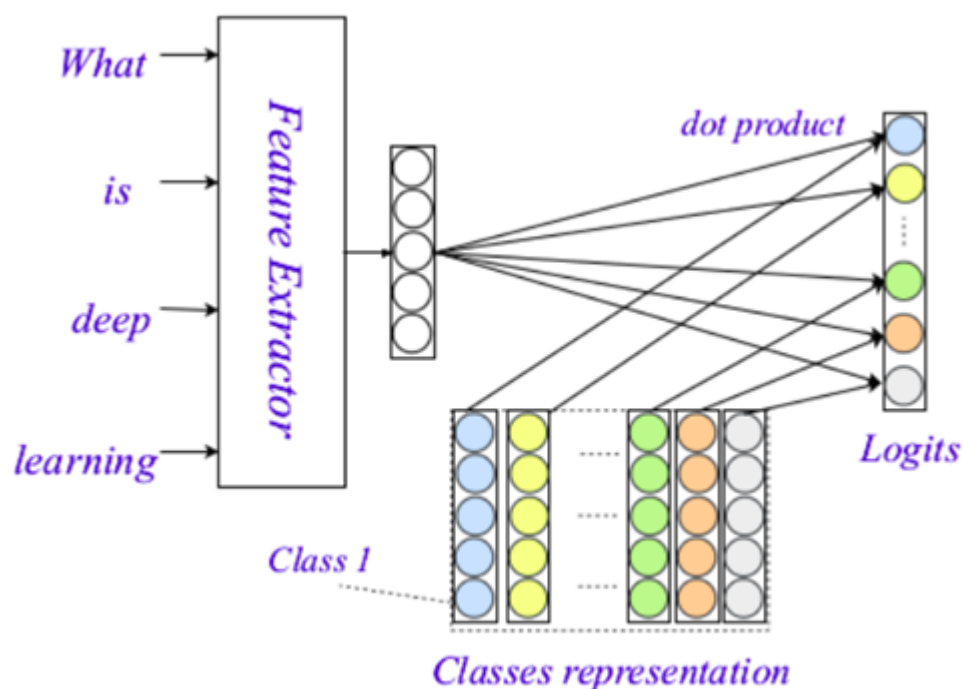 What
is
deep
learning
Feature Extractor
dot product
Logits
Class 1
Classes representation